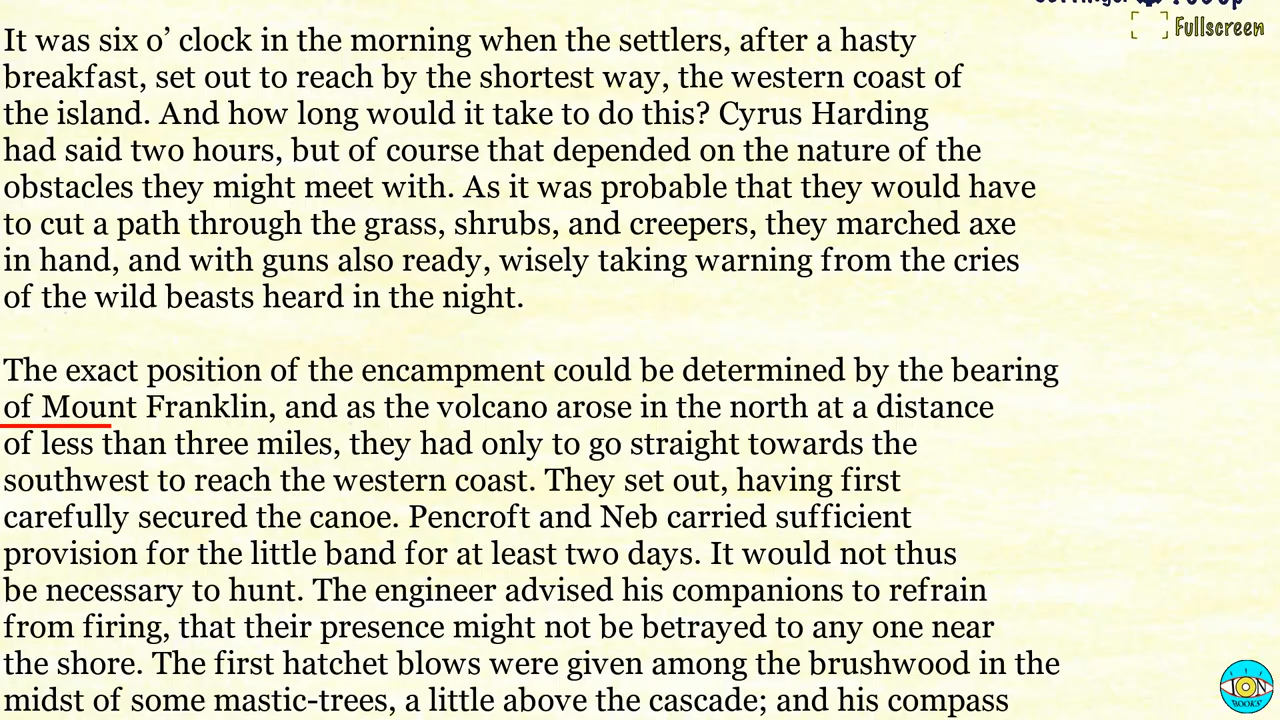 Fullscreen
It was six o’ clock in the morning when the settlers, after a hasty
breakfast, set out to reach by the shortest way, the western coast of
the island. And how long would it take to do this? Cyrus Harding
had said two hours, but of course that depended on the nature of the
obstacles they might meet with. As it was probable that they would have
to cut a path through the grass, shrubs, and creepers, they marched axe
in hand, and with guns also ready, wisely taking warning from the cries
of the wild beasts heard in the night.
The exact position of the encampment could be determined by the bearing
of Mount Franklin, and as the volcano arose in the north at a distance
of less than three miles, they had only to go straight towards the
southwest to reach the western coast. They set out, having first
carefully secured the canoe. Pencroft and Neb carried sufficient
provision for the little band for at least two days. It would not thus
be necessary to hunt. The engineer advised his companions to refrain
from firing, that their presence might not be betrayed to any one near
the shore. The first hatchet blows were given among the brushwood in the
midst of some mastic-trees, a little above the cascade; and his compass
ION
BOOKS